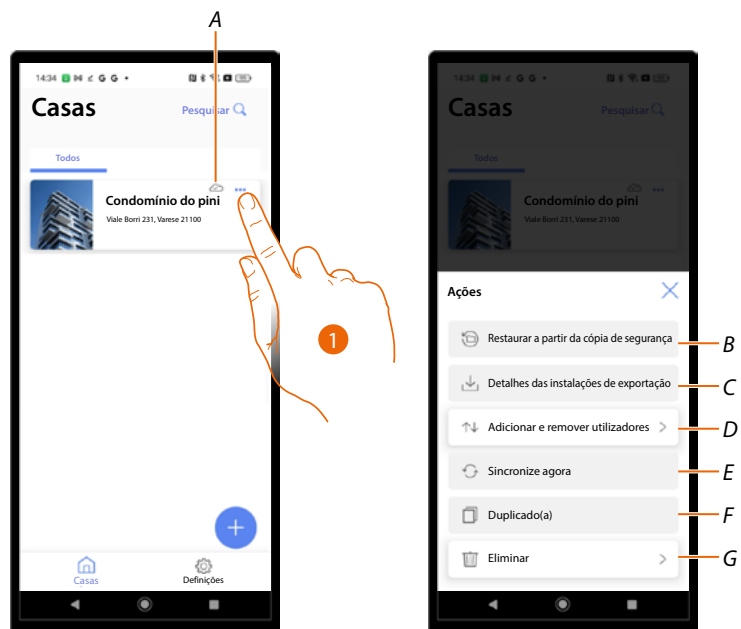 A
14:34 G G
Casas
Pesquisar
Todos
Condomínio do pini
Viale Borri 231, Varese 21100
1
Casas
Definições
14:34 G G
Casas
Pesquisar
Todos
Condomínio do pini
Viale Borri 231, Varese 21100
Ações
Restaurar a partir da cópia de segurança
B
Detalhes das instalações de exportação
C
Adicionar e remover utilizadores
D
Sincronize agora
E
Duplicado(a)
F
Eliminar
G